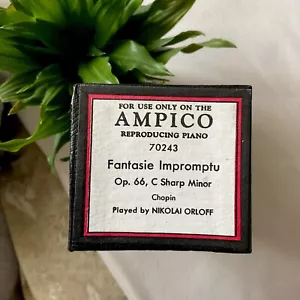 FOR USE ONLY ON THE
AMPICO
REPRODUCING PIANO
70243
Fantasie Impromptu
Op. 66, C Sharp Minor
Chopin
Played by NIKOLAI ORLOFF